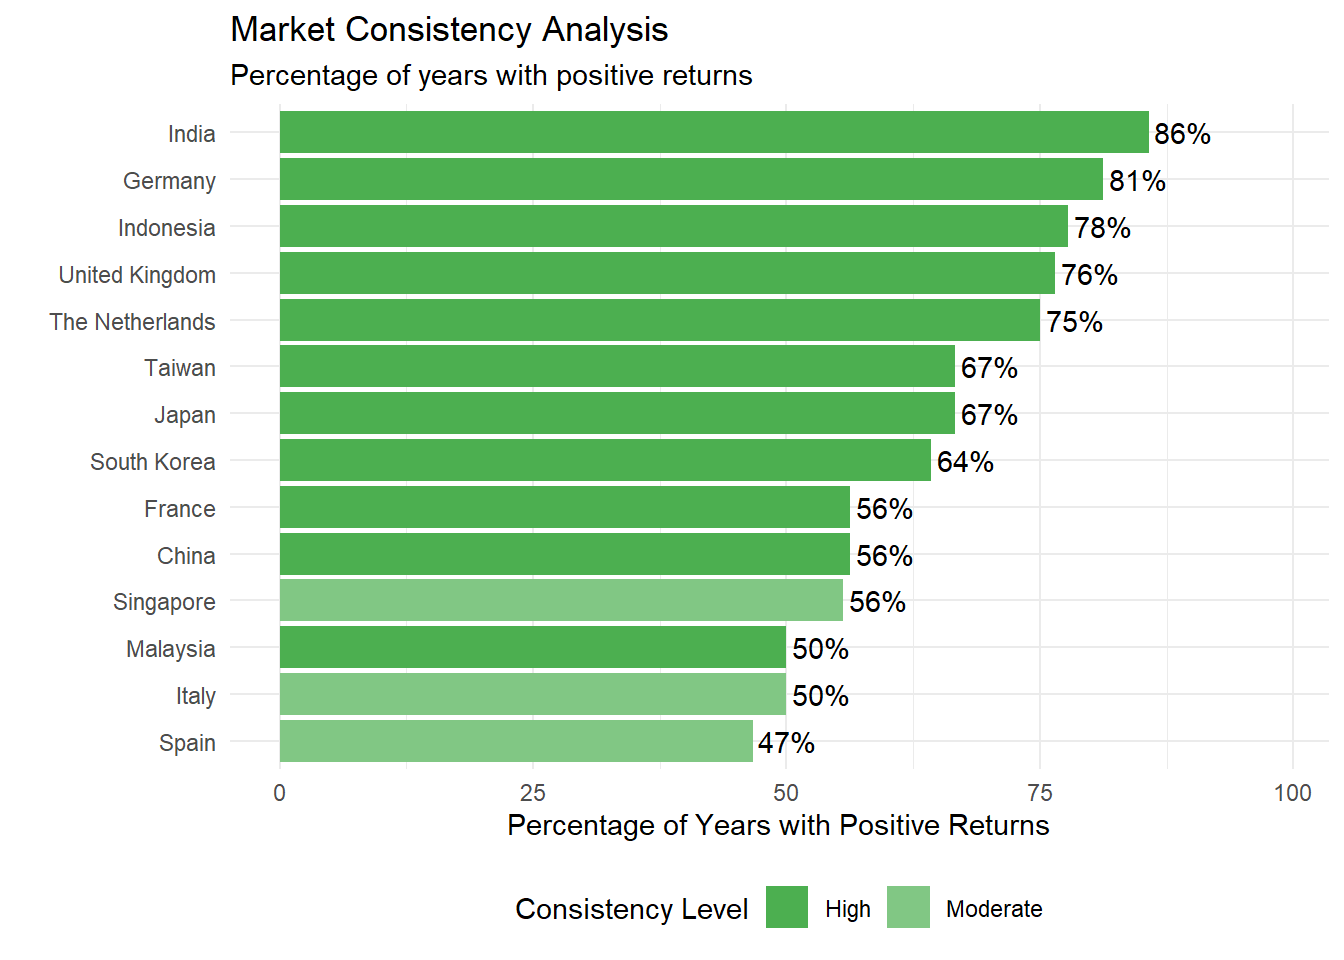 Market Consistency Analysis
Percentage of years with positive returns
India 86%
Germany 81%
Indonesia 78%
United Kingdom 76%
The Netherlands 75%
Taiwan 67%
Japan 67%
South Korea 64%
France 56%
China 56%
Singapore 56%
Malaysia 50%
Italy 50%
Spain 47%
0 25 50 75 100
Percentage of Years with Positive Returns
Consistency Level High Moderate